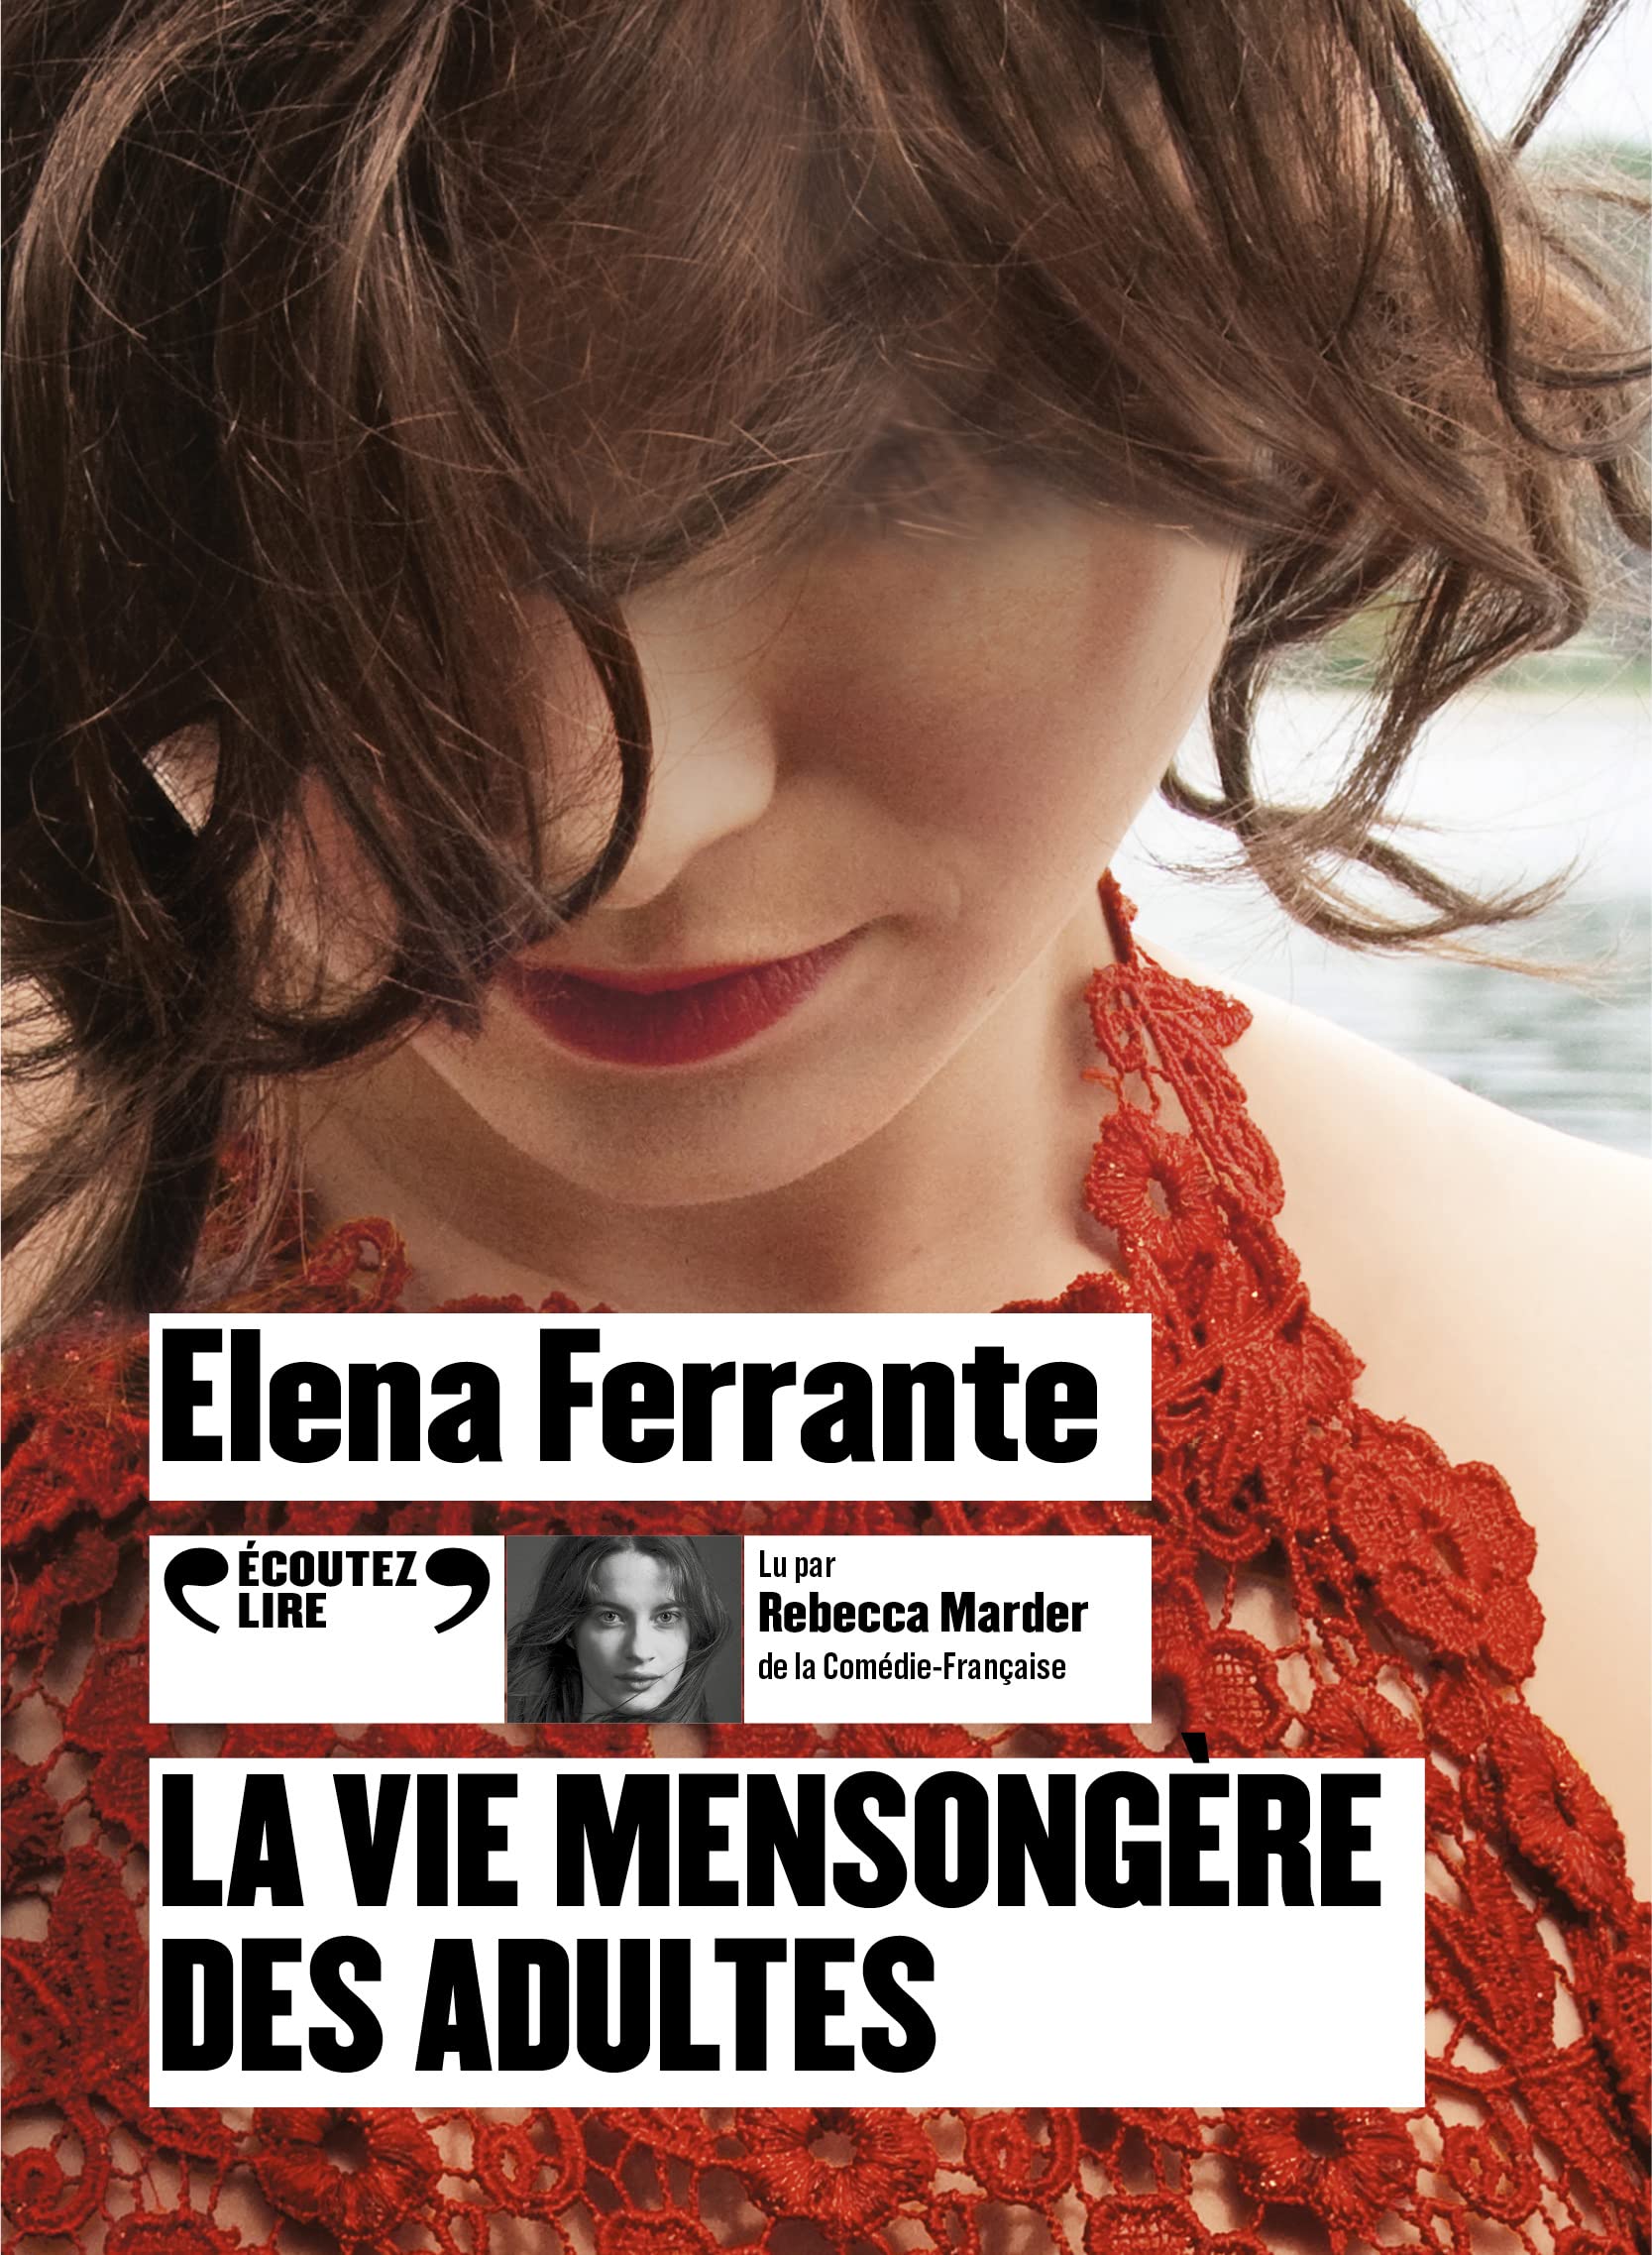 Elena Ferrante
ÉCOUTEZ
LIRE
Lu par
Rebecca Marder
de la Comédie-Française
LA VIE MENSONGÈRE
DES ADULTES